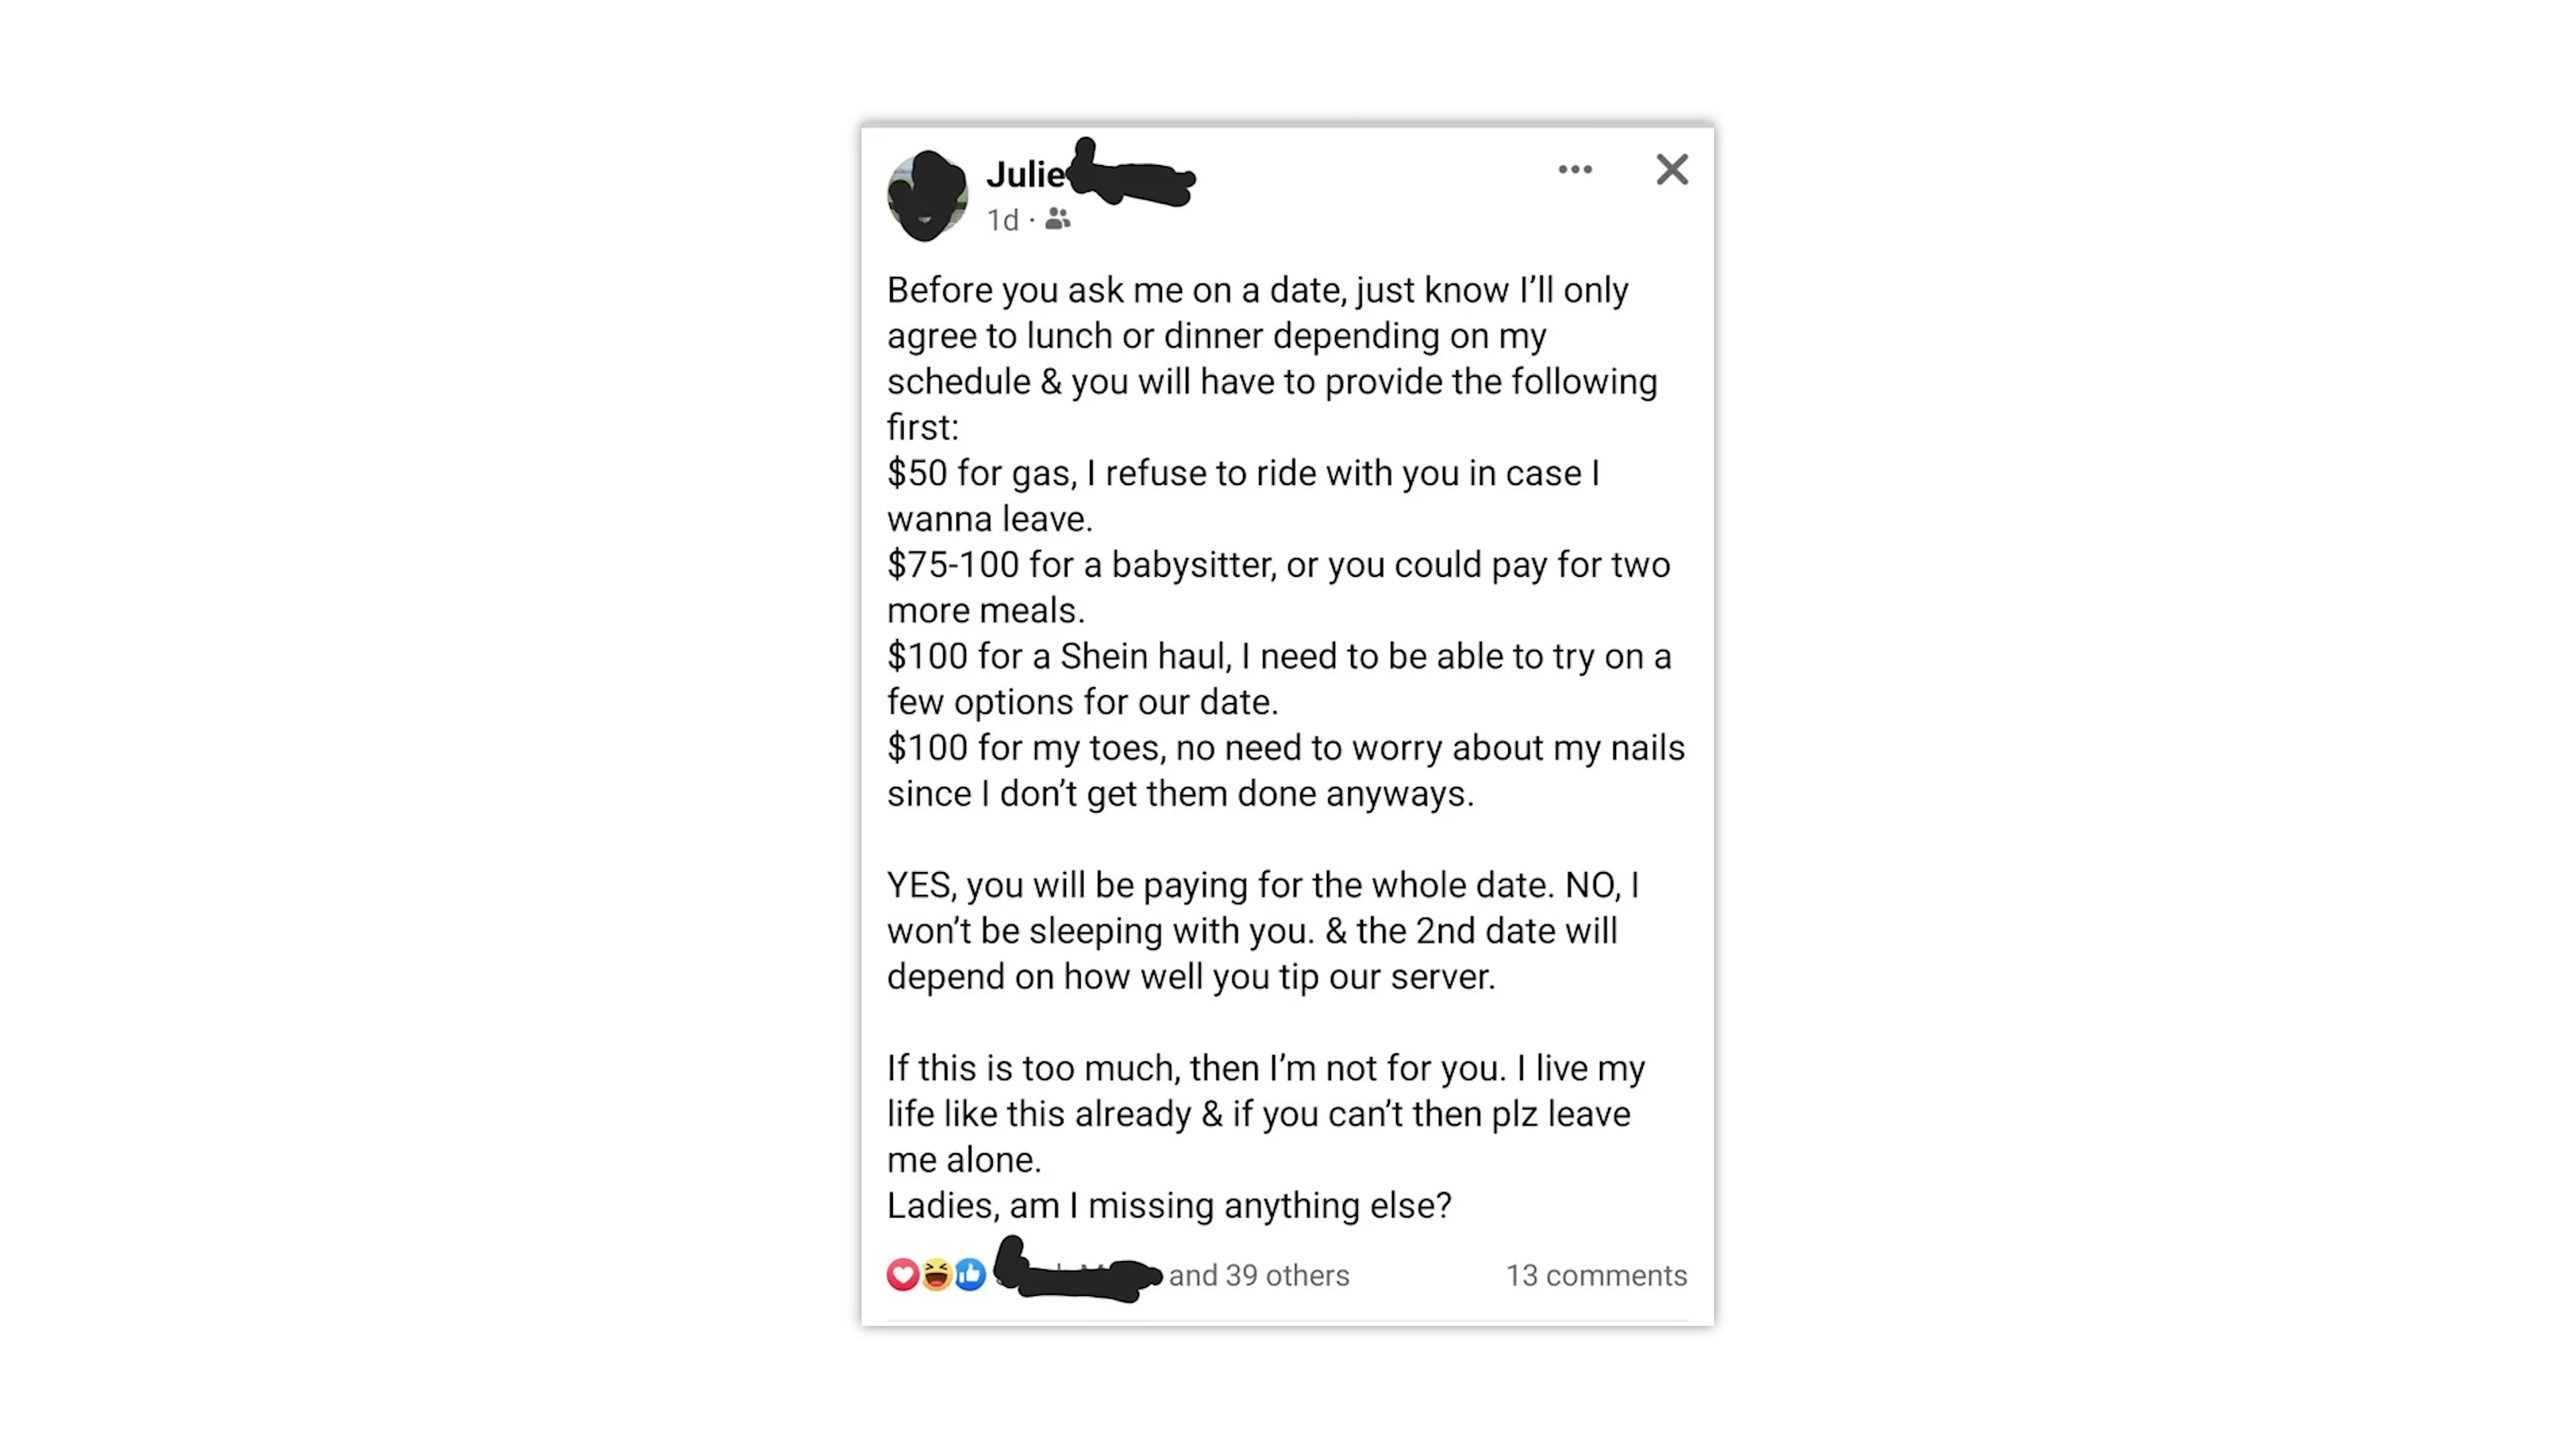 Julie
1d ·
Before you ask me on a date, just know I’ll only
agree to lunch or dinner depending on my
schedule & you will have to provide the following
first:
$50 for gas, I refuse to ride with you in case I
wanna leave.
$75-100 for a babysitter, or you could pay for two
more meals.
$100 for a Shein haul, I need to be able to try on a
few options for our date.
$100 for my toes, no need to worry about my nails
since I don’t get them done anyways.
YES, you will be paying for the whole date. NO, I
won’t be sleeping with you. & the 2nd date will
depend on how well you tip our server.
If this is too much, then I’m not for you. I live my
life like this already & if you can’t then plz leave
me alone.
Ladies, am I missing anything else?
and 39 others 13 comments